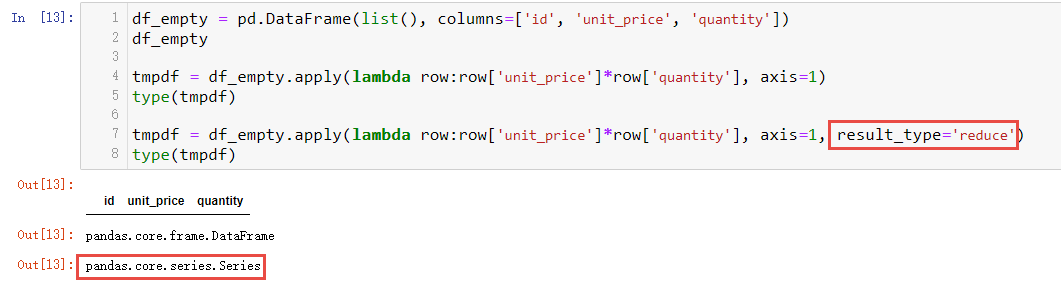 In [13]:
1 df_empty = pd.DataFrame(list(), columns=['id', 'unit_price', 'quantity'])
2 df_empty
3
4 tmpdf = df_empty.apply(lambda row:row['unit_price']*row['quantity'], axis=1)
5 type(tmpdf)
6
7 tmpdf = df_empty.apply(lambda row:row['unit_price']*row['quantity'], axis=1, result_type='reduce')
8 type(tmpdf)
Out[13]:
id unit_price quantity
Out[13]: pandas.core.frame.DataFrame
Out[13]: pandas.core.series.Series